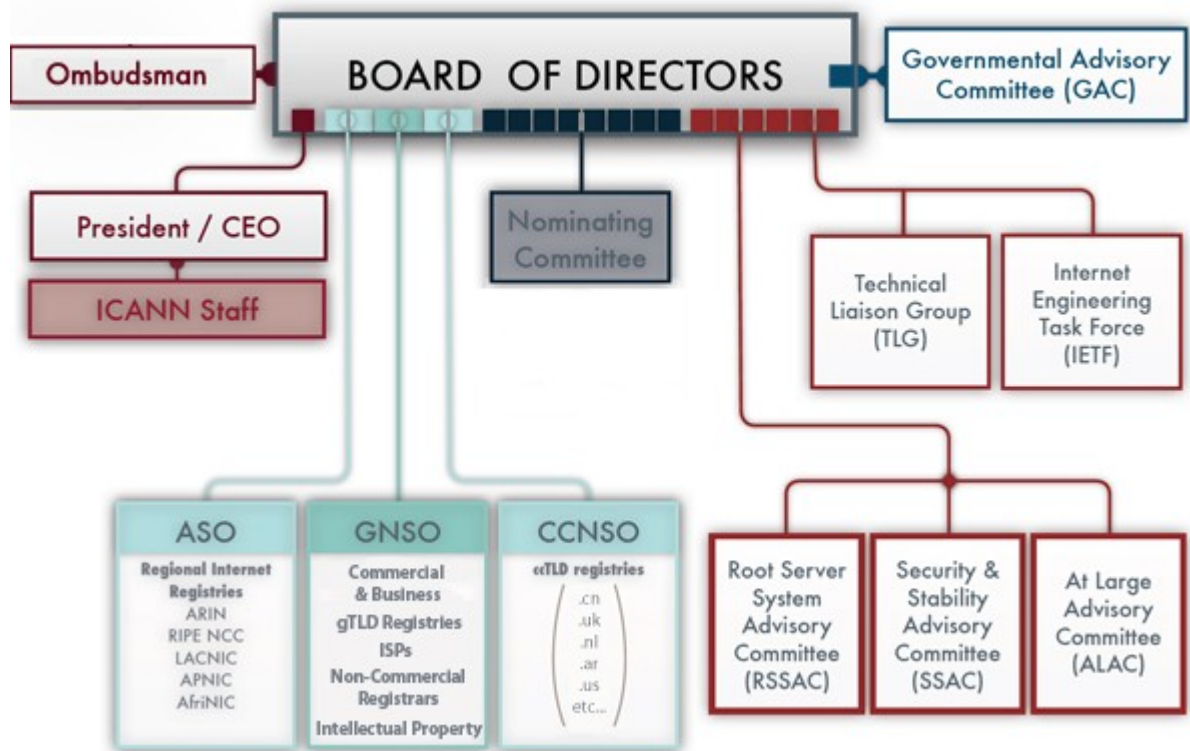 BOARD OF DIRECTORS
Ombudsman
Governmental Advisory
Committee (GAC)
President / CEO
ICANN Staff
Nominating
Committee
Technical
Liaison Group
(TLG)
Internet
Engineering
Task Force
(IETF)
ASO
Regional Internet
Registries
ARIN
RIPE NCC
LACNIC
APNIC
AfriNIC
GNSO
Commercial
& Business
gTLD Registries
ISPs
Non-Commercial
Registrars
Intellectual Property
CCNSO
ccTLD registries
.cn
.uk
.nl
.ar
.us
etc...
Root Server
System
Advisory
Committee
(RSSAC)
Security &
Stability
Advisory
Committee
(SSAC)
At Large
Advisory
Committee
(ALAC)